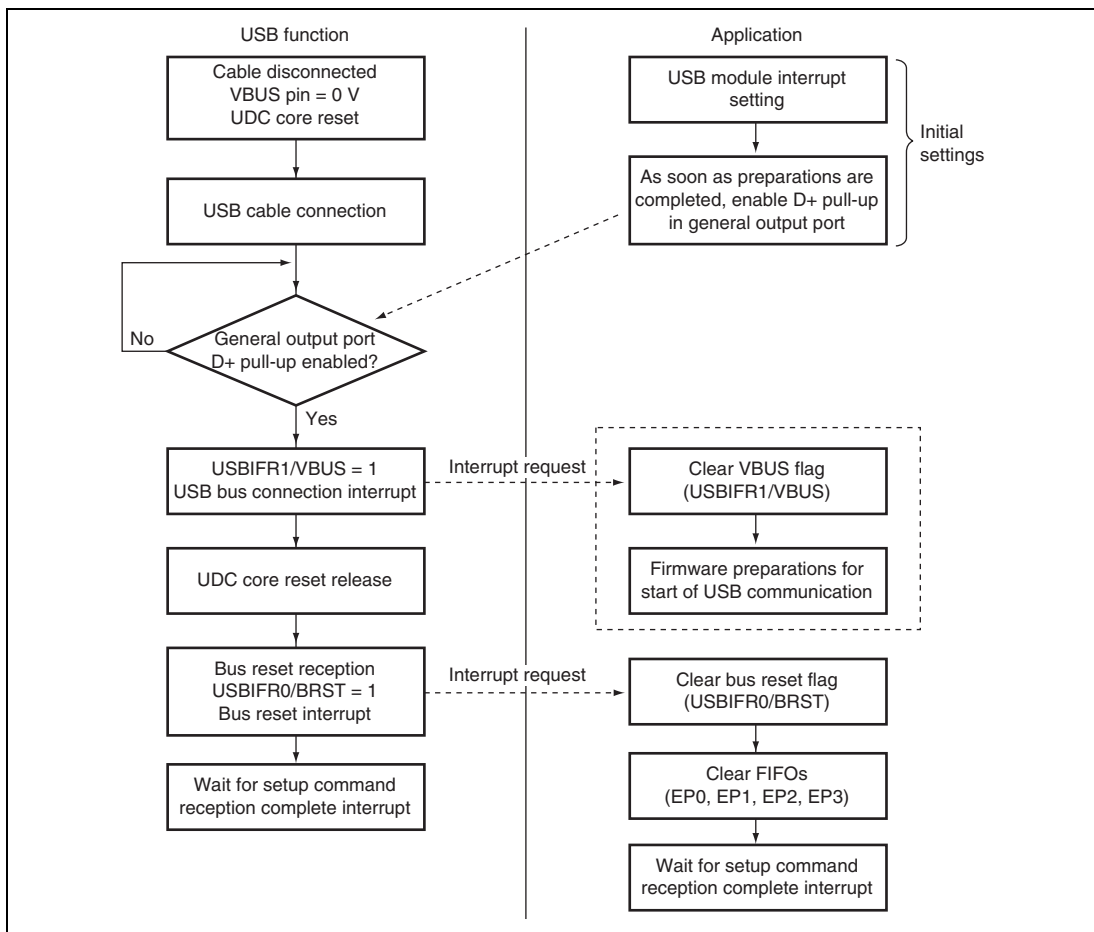 USB function
Application
Cable disconnected
VBUS pin = 0 V
UDC core reset
USB cable connection
General output port
D+ pull-up enabled?
No
Yes
USBIFR1/VBUS = 1
USB bus connection interrupt
UDC core reset release
Bus reset reception
USBIFR0/BRST = 1
Bus reset interrupt
Wait for setup command
reception complete interrupt
USB module interrupt
setting
As soon as preparations are
completed, enable D+ pull-up
in general output port
Initial
settings
Interrupt request
Clear VBUS flag
(USBIFR1/VBUS)
Firmware preparations for
start of USB communication
Interrupt request
Clear bus reset flag
(USBIFR0/BRST)
Clear FIFOs
(EP0, EP1, EP2, EP3)
Wait for setup command
reception complete interrupt